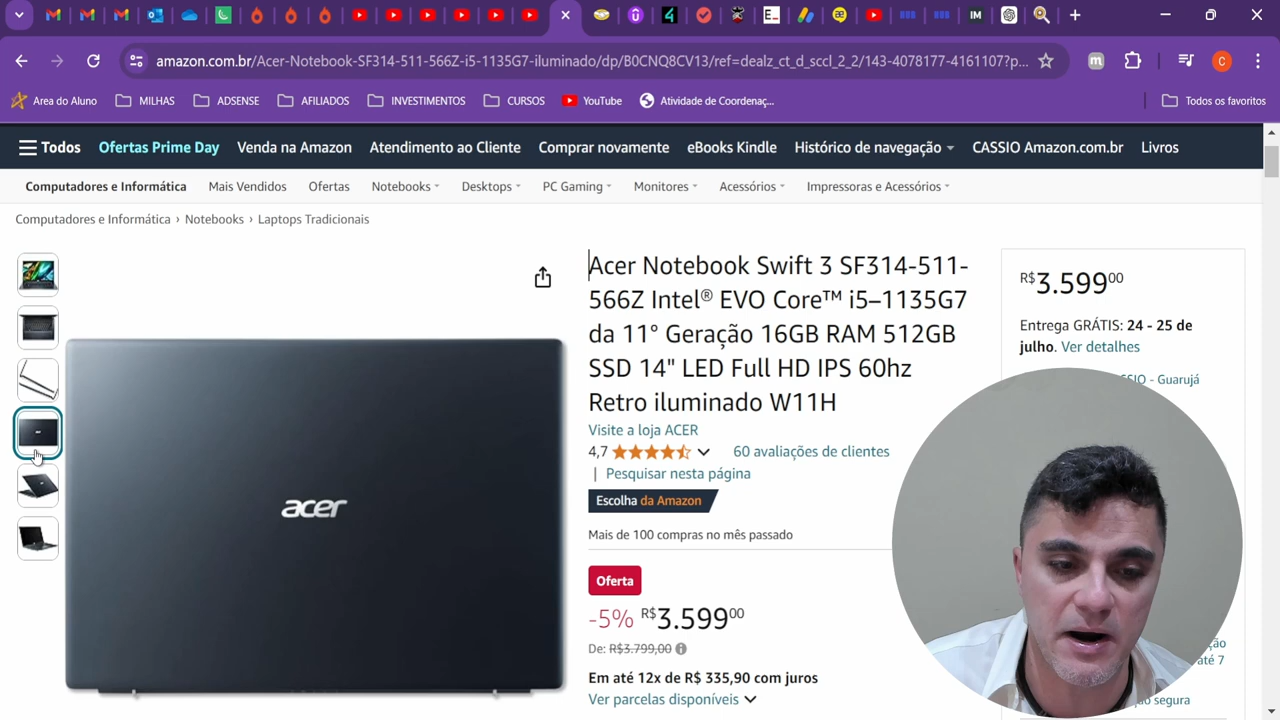 amazon.com.br/Acer-Notebook-SF314-511-566Z-i5-1135G7-iluminado/dp/B0CNQ8CV13/ref=dealz_ct_d_sccl_2_2/143-4078177-4161107?p...
C
Area do Aluno
MILHAS
ADSENSE
AFILIADOS
INVESTIMENTOS
CURSOS
YouTube
Atividade de Coordenaç...
Todos os favoritos
Todos
Ofertas Prime Day
Venda na Amazon
Atendimento ao Cliente
Comprar novamente
eBooks Kindle
Histórico de navegação
CASSIO Amazon.com.br
Livros
Computadores e Informática
Mais Vendidos
Ofertas
Notebooks
Desktops
PC Gaming
Monitores
Acessórios
Impressoras e Acessórios
Computadores e Informática › Notebooks › Laptops Tradicionais
acer
Acer Notebook Swift 3 SF314-511-
566Z Intel® EVO Core™ i5–1135G7
da 11° Geração 16GB RAM 512GB
SSD 14" LED Full HD IPS 60hz
Retro iluminado W11H
Visite a loja ACER
4,7
60 avaliações de clientes
| Pesquisar nesta página
Escolha da Amazon
Mais de 100 compras no mês passado
Oferta
-5% R$3.59900
De: R$3.799,00
Em até 12x de R$ 335,90 com juros
Ver parcelas disponíveis
R$3.59900
Entrega GRÁTIS: 24 - 25 de
julho. Ver detalhes
SIO - Guarujá
ção
até 7
segura